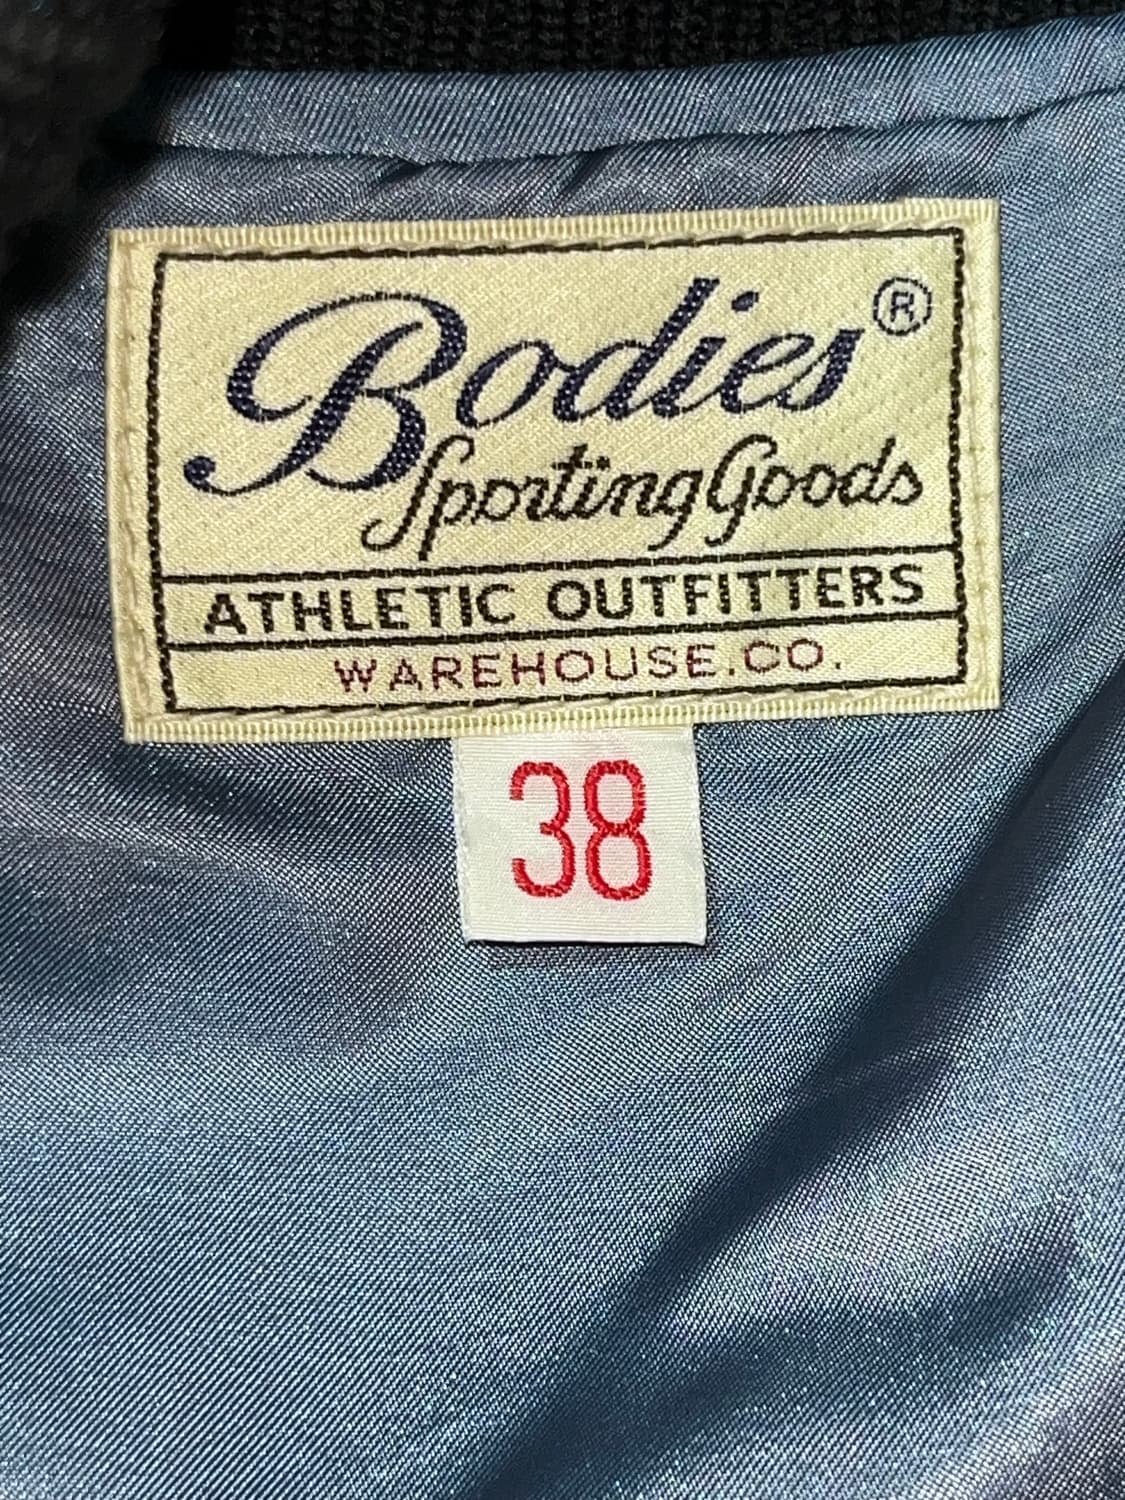 Bodies®
Sporting Goods
ATHLETIC OUTFITTERS
WAREHOUSE.CO.
38